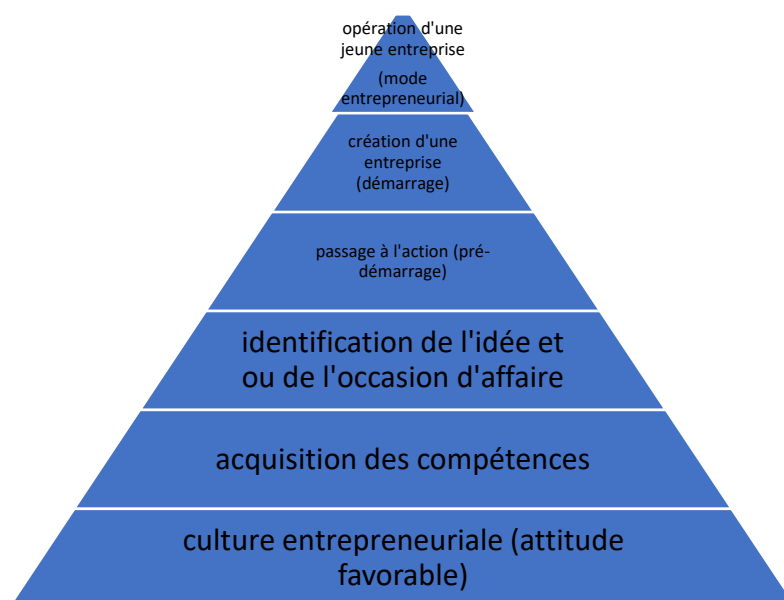 opération d'une
jeune entreprise
(mode
entrepreneurial)
création d'une
entreprise
(démarrage)
passage à l'action (pré-
démarrage)
identification de l'idée et
ou de l'occasion d'affaire
acquisition des compétences
culture entrepreneuriale (attitude
favorable)